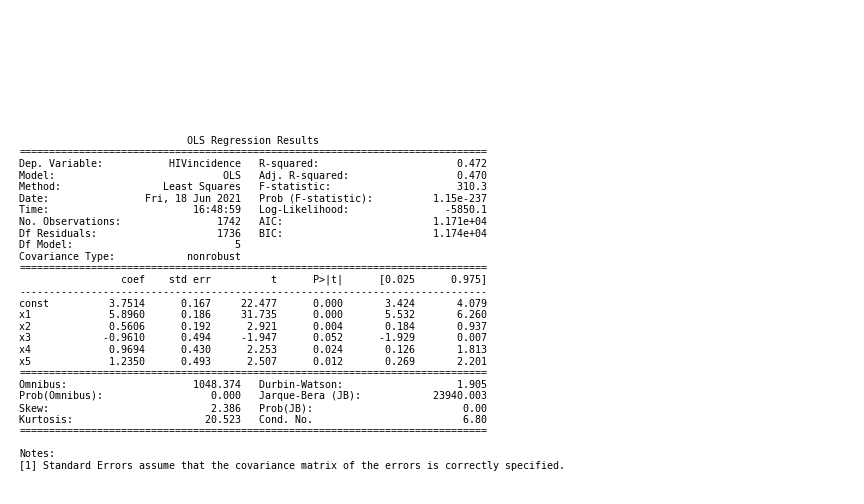 OLS Regression Results
==============================================================================
Dep. Variable:           HIVincidence   R-squared:                       0.472
Model:                            OLS   Adj. R-squared:                  0.470
Method:                 Least Squares   F-statistic:                     310.3
Date:                Fri, 18 Jun 2021   Prob (F-statistic):          1.15e-237
Time:                        16:48:59   Log-Likelihood:                -5850.1
No. Observations:                1742   AIC:                         1.171e+04
Df Residuals:                    1736   BIC:                         1.174e+04
Df Model:                           5
Covariance Type:            nonrobust
==============================================================================
                 coef    std err          t      P>|t|      [0.025      0.975]
------------------------------------------------------------------------------
const          3.7514      0.167     22.477      0.000       3.424       4.079
x1             5.8960      0.186     31.735      0.000       5.532       6.260
x2             0.5606      0.192      2.921      0.004       0.184       0.937
x3            -0.9610      0.494     -1.947      0.052      -1.929       0.007
x4             0.9694      0.430      2.253      0.024       0.126       1.813
x5             1.2350      0.493      2.507      0.012       0.269       2.201
==============================================================================
Omnibus:                     1048.374   Durbin-Watson:                   1.905
Prob(Omnibus):                  0.000   Jarque-Bera (JB):            23940.003
Skew:                           2.386   Prob(JB):                         0.00
Kurtosis:                      20.523   Cond. No.                         6.80
==============================================================================
Notes:
[1] Standard Errors assume that the covariance matrix of the errors is correctly specified.